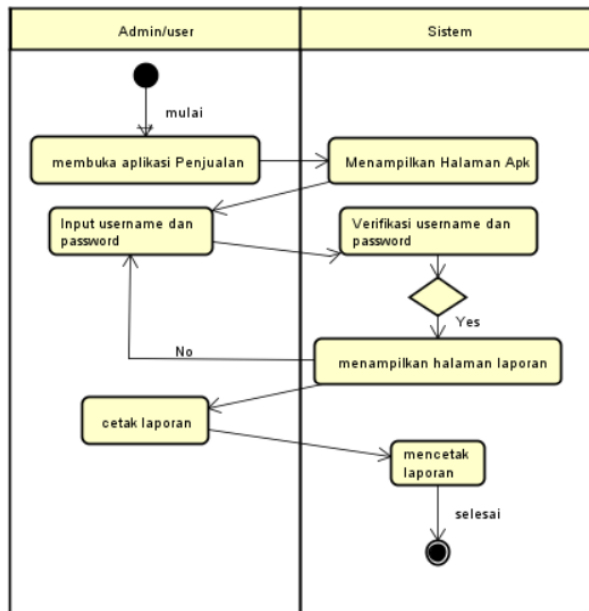 Admin/user
Sistem
mulai
membuka aplikasi Penjualan
Menampilkan Halaman Apk
Input username dan
password
Verifikasi username dan
password
Yes
No
menampilkan halaman laporan
cetak laporan
mencetak
laporan
selesai